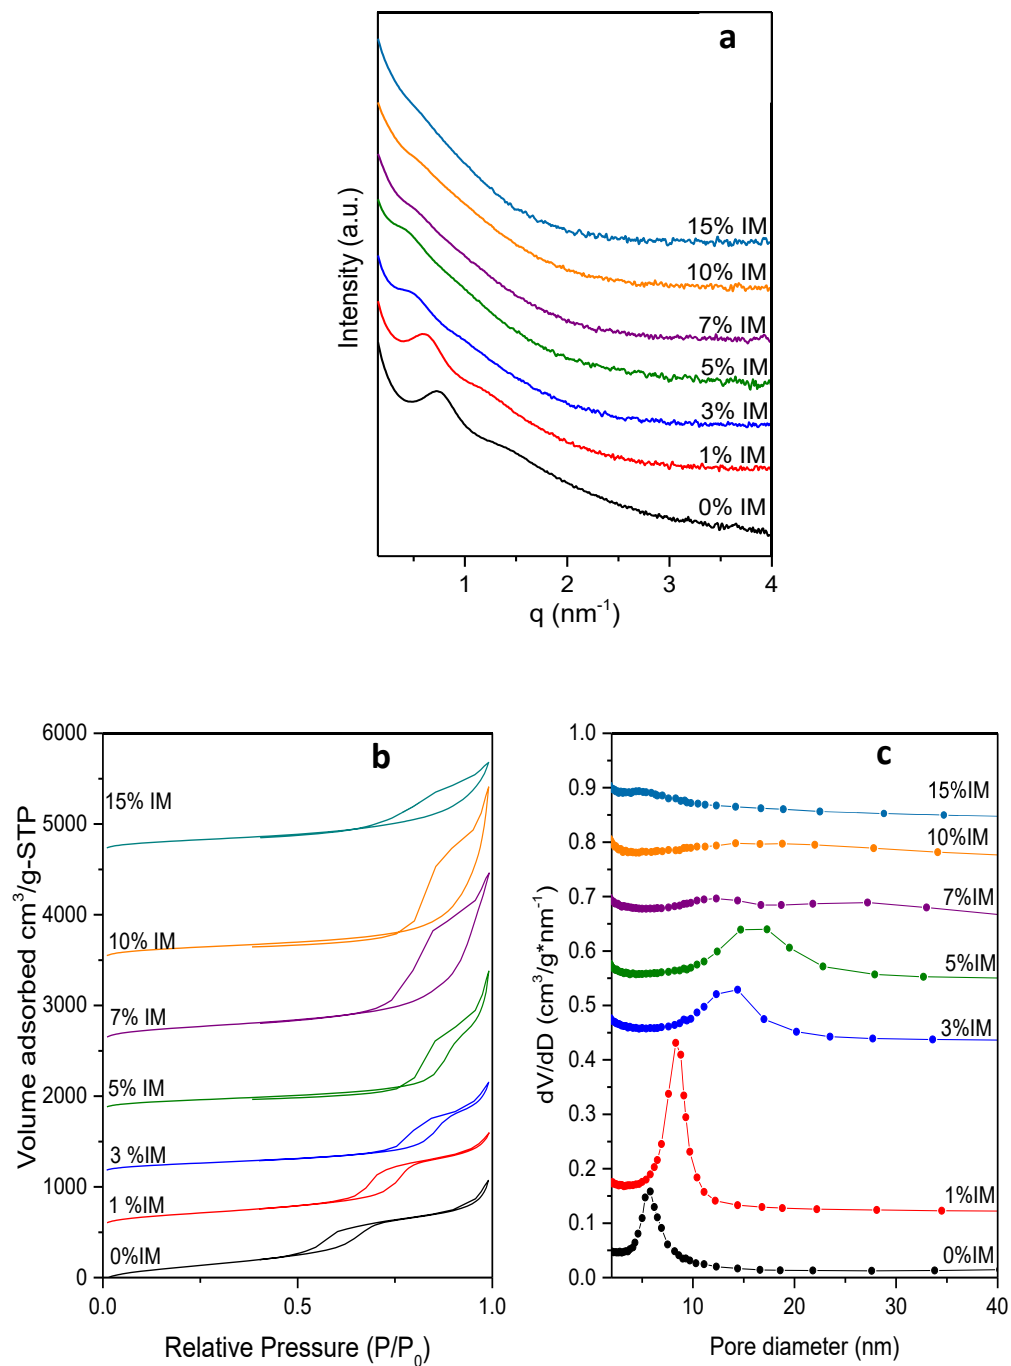 a
Intensity (a.u.)
15% IM
10% IM
7% IM
5% IM
3% IM
1% IM
0% IM
1 2 3 4
q (nm⁻¹)
b
Volume adsorbed cm³/g-STP
6000
5000
4000
3000
2000
1000
0
15% IM
10% IM
7% IM
5% IM
3 %IM
1 %IM
0%IM
0.0 0.5 1.0
Relative Pressure (P/P₀)
c
dV/dD (cm³/g*nm⁻¹)
1.0
0.9
0.8
0.7
0.6
0.5
0.4
0.3
0.2
0.1
0.0
15%IM
10%IM
7%IM
5%IM
3%IM
1%IM
0%IM
10 20 30 40
Pore diameter (nm)